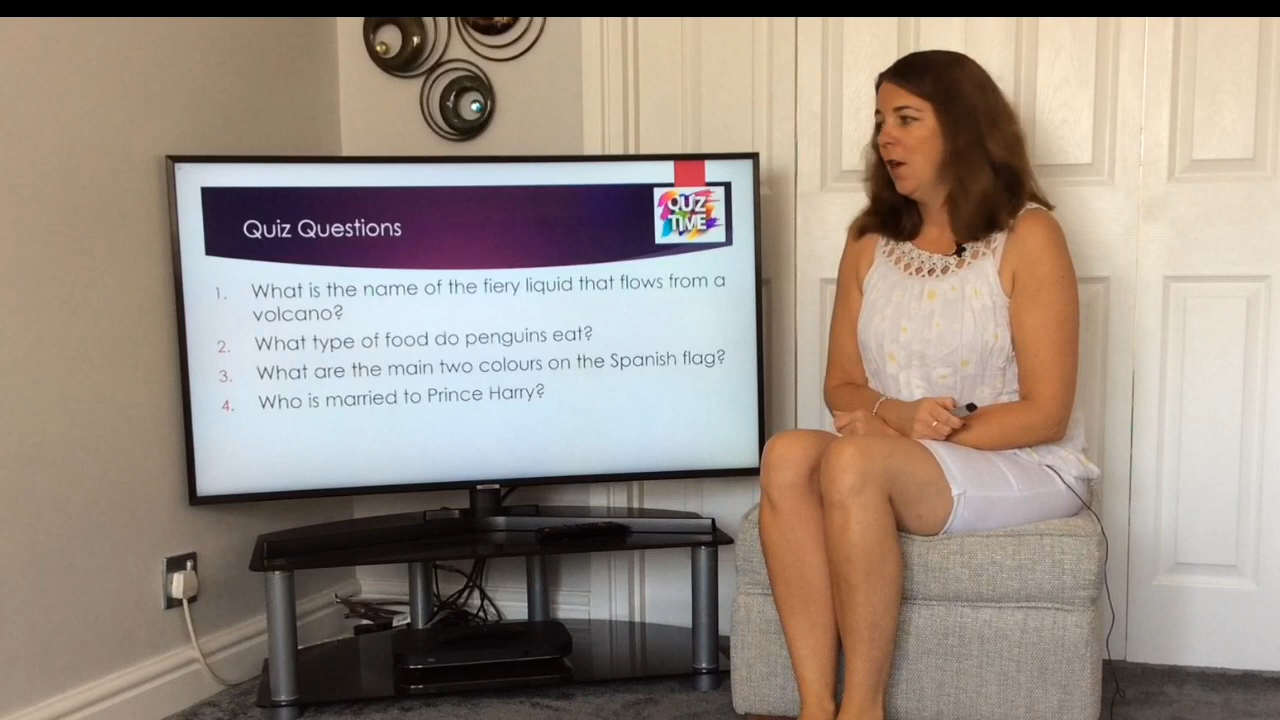 Quiz Questions
QUIZ
TIME
1. What is the name of the fiery liquid that flows from a
volcano?
2. What type of food do penguins eat?
3. What are the main two colours on the Spanish flag?
4. Who is married to Prince Harry?